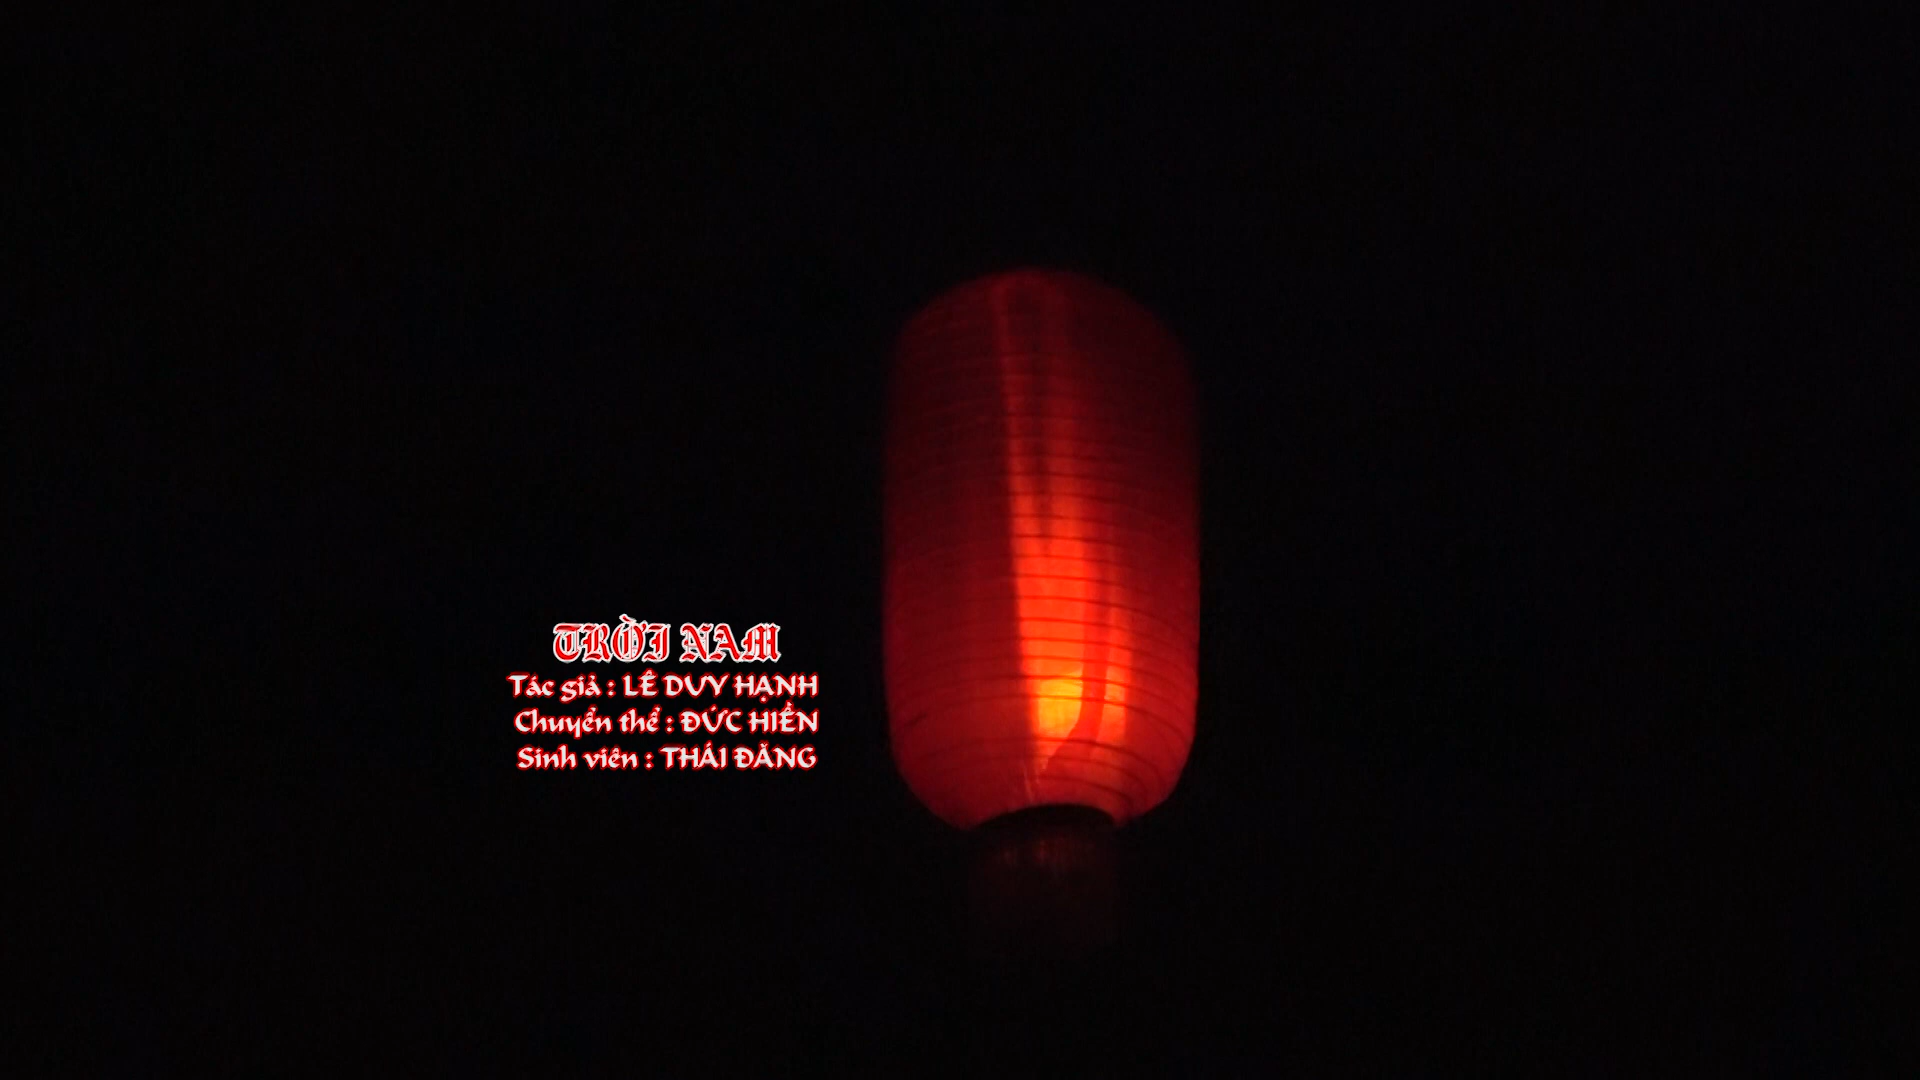 TRỜI NAM
Tác giả : LÊ DUY HẠNH
Chuyển thể : ĐỨC HIỀN
Sinh viên : THÁI ĐĂNG